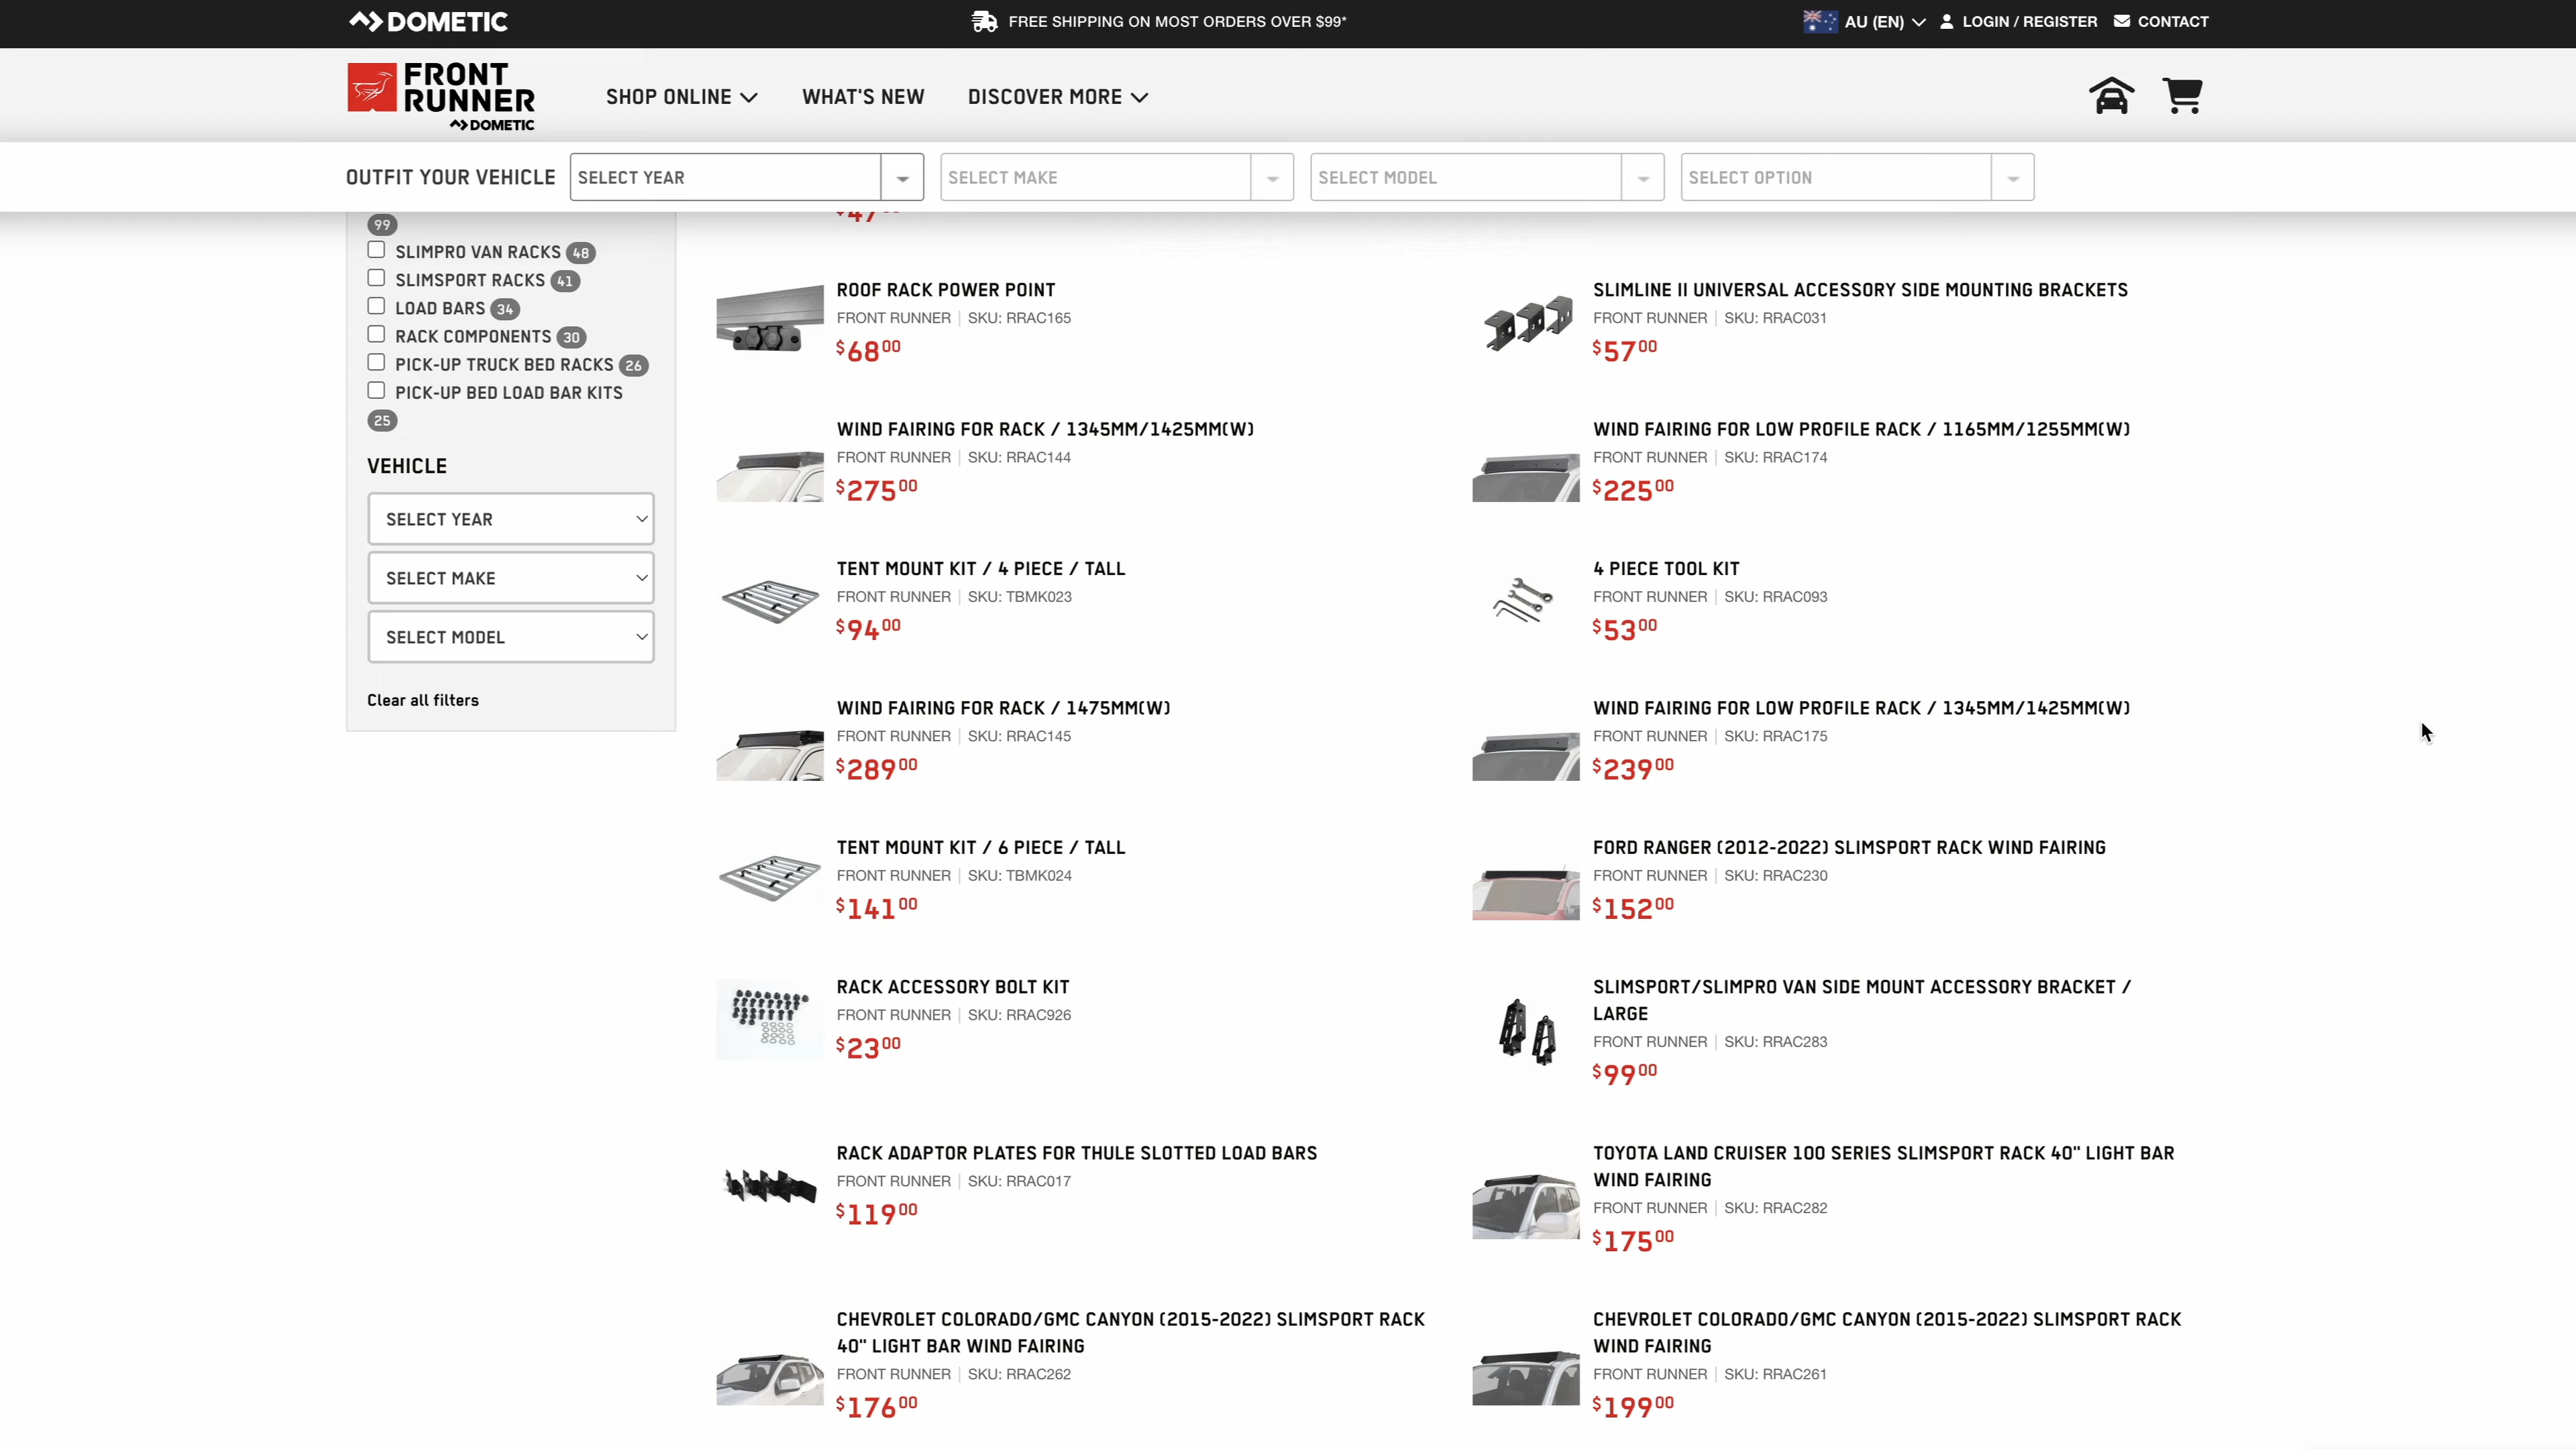 DOMETIC
FREE SHIPPING ON MOST ORDERS OVER $99*
AU (EN)
LOGIN / REGISTER
CONTACT
FRONT
RUNNER
DOMETIC
SHOP ONLINE
WHAT'S NEW
DISCOVER MORE
OUTFIT YOUR VEHICLE
SELECT YEAR
SELECT MAKE
SELECT MODEL
SELECT OPTION
99
SLIMPRO VAN RACKS 48
SLIMSPORT RACKS 41
LOAD BARS 34
RACK COMPONENTS 30
PICK-UP TRUCK BED RACKS 26
PICK-UP BED LOAD BAR KITS
25
VEHICLE
SELECT YEAR
SELECT MAKE
SELECT MODEL
Clear all filters
ROOF RACK POWER POINT
FRONT RUNNER | SKU: RRAC165
$68 00
SLIMLINE II UNIVERSAL ACCESSORY SIDE MOUNTING BRACKETS
FRONT RUNNER | SKU: RRAC031
$57 00
WIND FAIRING FOR RACK / 1345MM/1425MM(W)
FRONT RUNNER | SKU: RRAC144
$275 00
WIND FAIRING FOR LOW PROFILE RACK / 1165MM/1255MM(W)
FRONT RUNNER | SKU: RRAC174
$225 00
TENT MOUNT KIT / 4 PIECE / TALL
FRONT RUNNER | SKU: TBMK023
$94 00
4 PIECE TOOL KIT
FRONT RUNNER | SKU: RRAC093
$53 00
WIND FAIRING FOR RACK / 1475MM(W)
FRONT RUNNER | SKU: RRAC145
$289 00
WIND FAIRING FOR LOW PROFILE RACK / 1345MM/1425MM(W)
FRONT RUNNER | SKU: RRAC175
$239 00
TENT MOUNT KIT / 6 PIECE / TALL
FRONT RUNNER | SKU: TBMK024
$141 00
FORD RANGER (2012-2022) SLIMSPORT RACK WIND FAIRING
FRONT RUNNER | SKU: RRAC230
$152 00
RACK ACCESSORY BOLT KIT
FRONT RUNNER | SKU: RRAC926
$23 00
SLIMSPORT/SLIMPRO VAN SIDE MOUNT ACCESSORY BRACKET /
LARGE
FRONT RUNNER | SKU: RRAC283
$99 00
RACK ADAPTOR PLATES FOR THULE SLOTTED LOAD BARS
FRONT RUNNER | SKU: RRAC017
$119 00
TOYOTA LAND CRUISER 100 SERIES SLIMSPORT RACK 40" LIGHT BAR
WIND FAIRING
FRONT RUNNER | SKU: RRAC282
$175 00
CHEVROLET COLORADO/GMC CANYON (2015-2022) SLIMSPORT RACK
40" LIGHT BAR WIND FAIRING
FRONT RUNNER | SKU: RRAC262
$176 00
CHEVROLET COLORADO/GMC CANYON (2015-2022) SLIMSPORT RACK
WIND FAIRING
FRONT RUNNER | SKU: RRAC261
$199 00